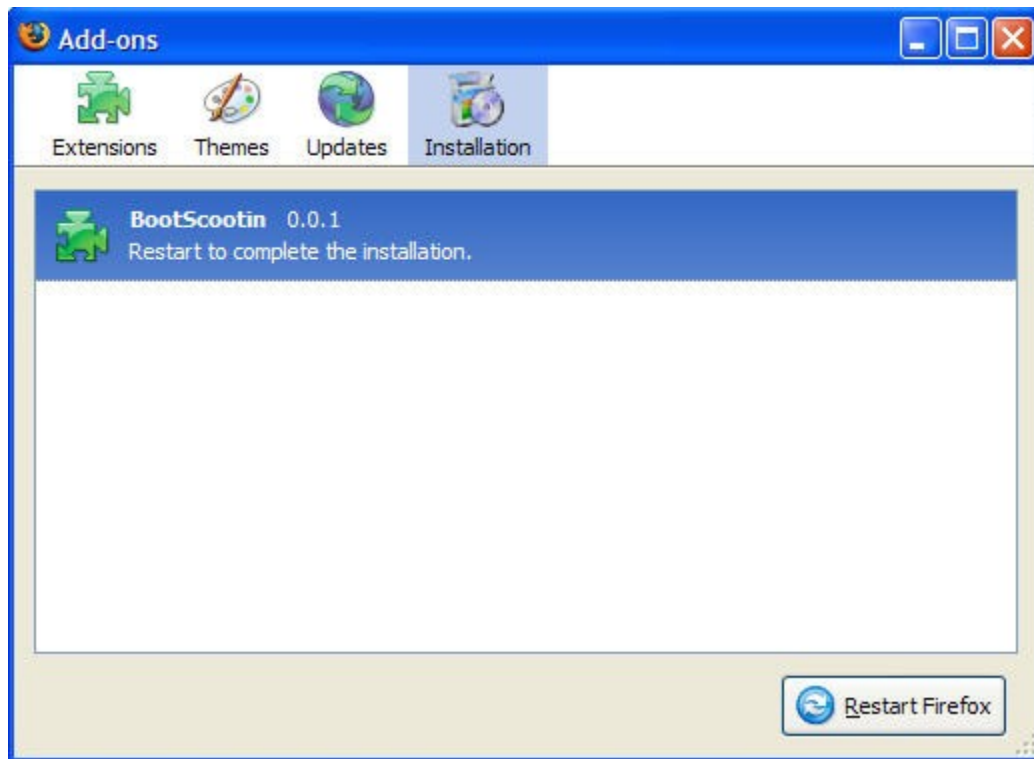 Add-ons
Extensions Themes Updates Installation
BootScootin 0.0.1
Restart to complete the installation.
Restart Firefox